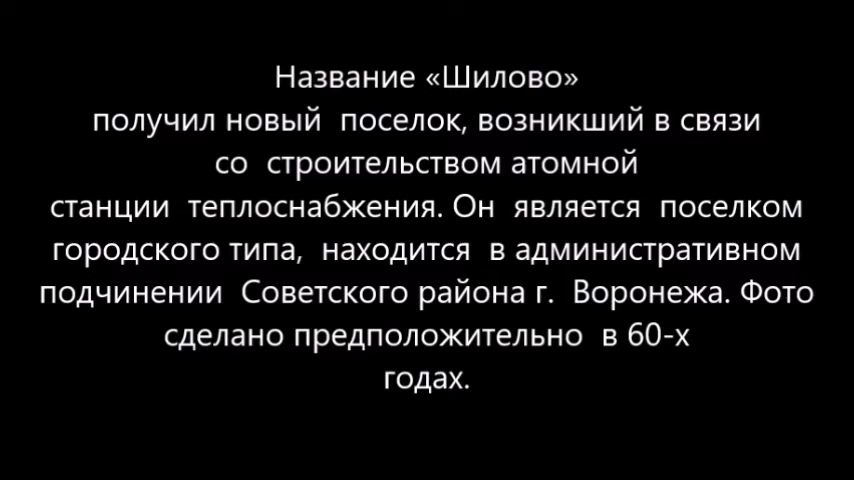 Название «Шилово»
получил новый поселок, возникший в связи
со строительством атомной
станции теплоснабжения. Он является поселком
городского типа, находится в административном
подчинении Советского района г. Воронежа. Фото
сделано предположительно в 60-х
годах.